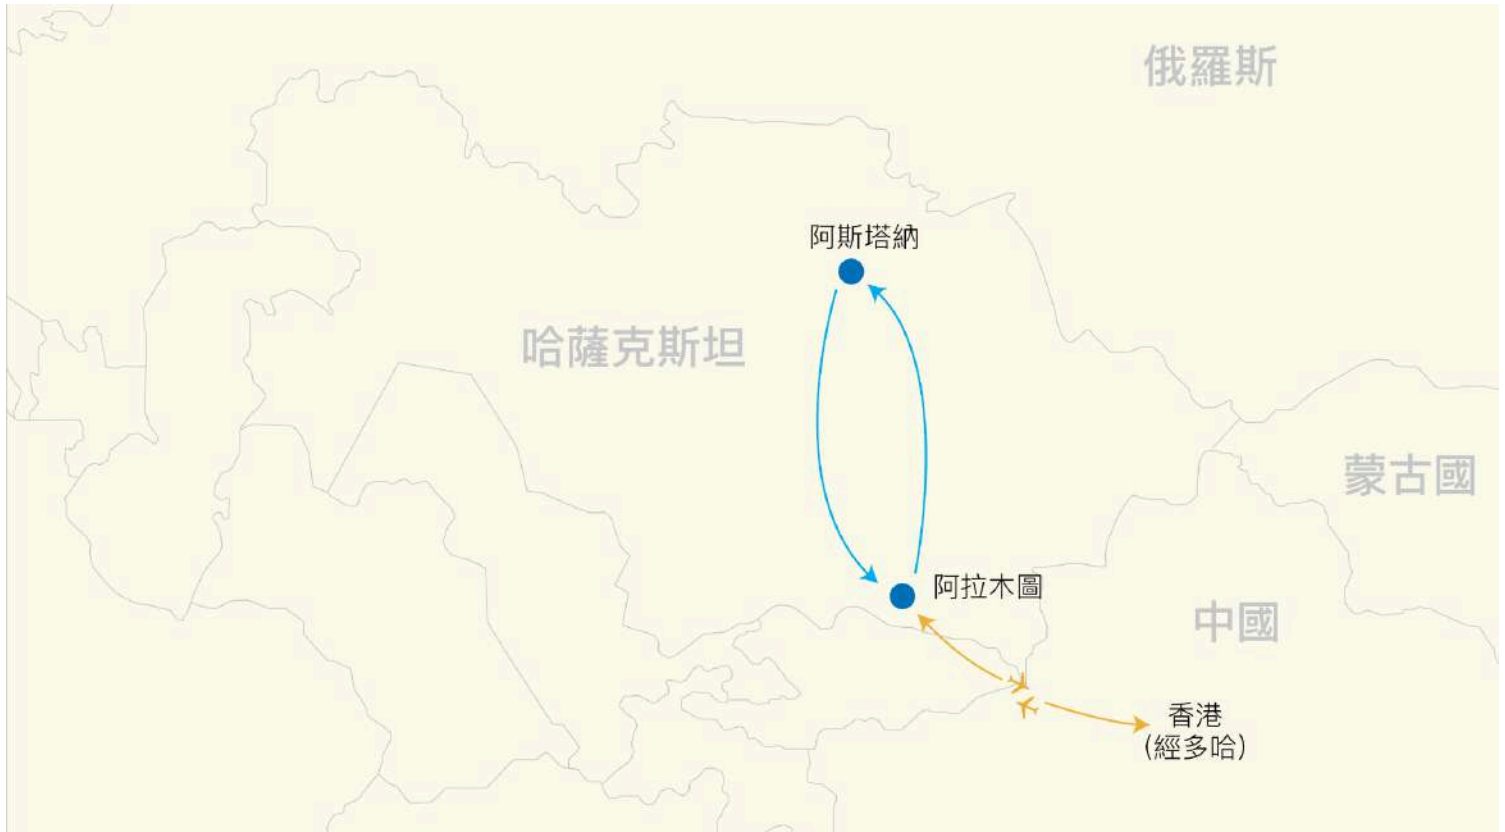 俄羅斯
阿斯塔納
哈薩克斯坦
蒙古國
阿拉木圖
中國
香港
(經多哈)